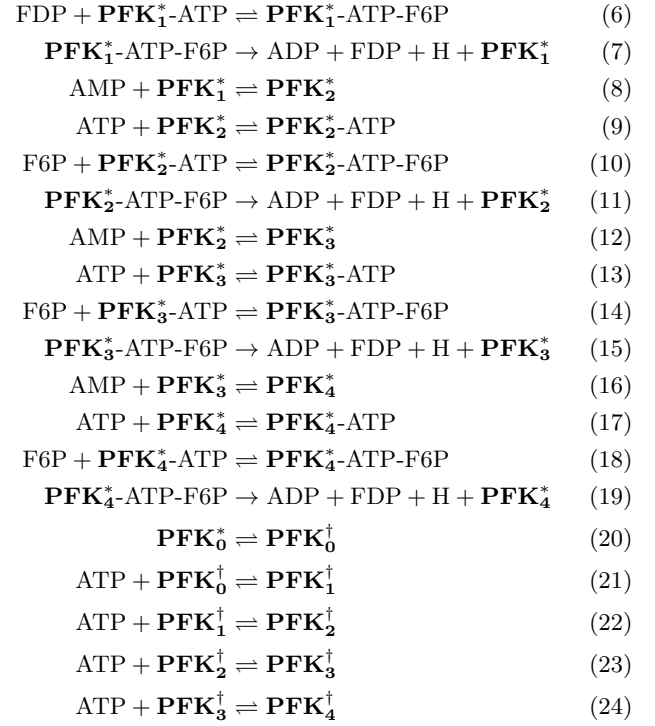 FDP + PFK₁*-ATP ⇌ PFK₁*-ATP-F6P (6)
PFK₁*-ATP-F6P → ADP + FDP + H + PFK₁* (7)
AMP + PFK₁* ⇌ PFK₂* (8)
ATP + PFK₂* ⇌ PFK₂*-ATP (9)
F6P + PFK₂*-ATP ⇌ PFK₂*-ATP-F6P (10)
PFK₂*-ATP-F6P → ADP + FDP + H + PFK₂* (11)
AMP + PFK₂* ⇌ PFK₃* (12)
ATP + PFK₃* ⇌ PFK₃*-ATP (13)
F6P + PFK₃*-ATP ⇌ PFK₃*-ATP-F6P (14)
PFK₃*-ATP-F6P → ADP + FDP + H + PFK₃* (15)
AMP + PFK₃* ⇌ PFK₄* (16)
ATP + PFK₄* ⇌ PFK₄*-ATP (17)
F6P + PFK₄*-ATP ⇌ PFK₄*-ATP-F6P (18)
PFK₄*-ATP-F6P → ADP + FDP + H + PFK₄* (19)
PFK₀* ⇌ PFK₀† (20)
ATP + PFK₀† ⇌ PFK₁† (21)
ATP + PFK₁† ⇌ PFK₂† (22)
ATP + PFK₂† ⇌ PFK₃† (23)
ATP + PFK₃† ⇌ PFK₄† (24)